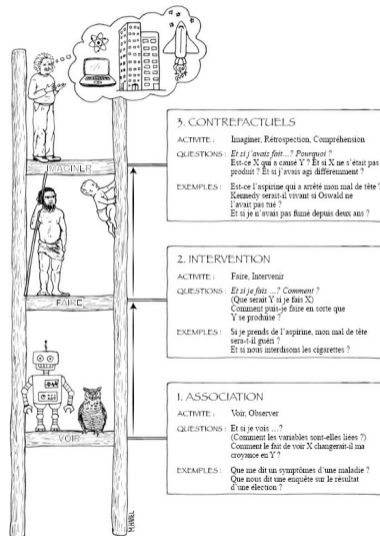 3. CONTREFACTUELS
ACTIVITE : Imaginer, Rétrospection, Compréhension
QUESTIONS : Et si j'avais fait…? Pourquoi ?
Est-ce X qui a causé Y ? Et si X ne s'était pas
produit ? Et si j'avais agi différemment ?
EXEMPLES : Est-ce l'aspirine qui a arrêté mon mal de tête ?
Kennedy serait-il vivant si Oswald ne
l'avait pas tué ?
Et si je n'avais pas fumé depuis deux ans ?
IMAGINER
2. INTERVENTION
ACTIVITE : Faire, Intervenir
QUESTIONS : Et si je fais …? Comment ?
(Que serait Y si je fais X)
Comment puis-je faire en sorte que
Y se produise ?
EXEMPLES : Si je prends de l'aspirine, mon mal de tête
sera-t-il guéri ?
Et si nous interdisons les cigarettes ?
FAIRE
1. ASSOCIATION
ACTIVITE : Voir, Observer
QUESTIONS : Et si je vois …?
(Comment les variables sont-elles liées ?)
Comment le fait de voir X changerait-il ma
croyance en Y ?
EXEMPLES : Que me dit un symptômes d'une maladie ?
Que nous dit une enquête sur le résultat
d'une élection ?
VOIR
M.HAREL